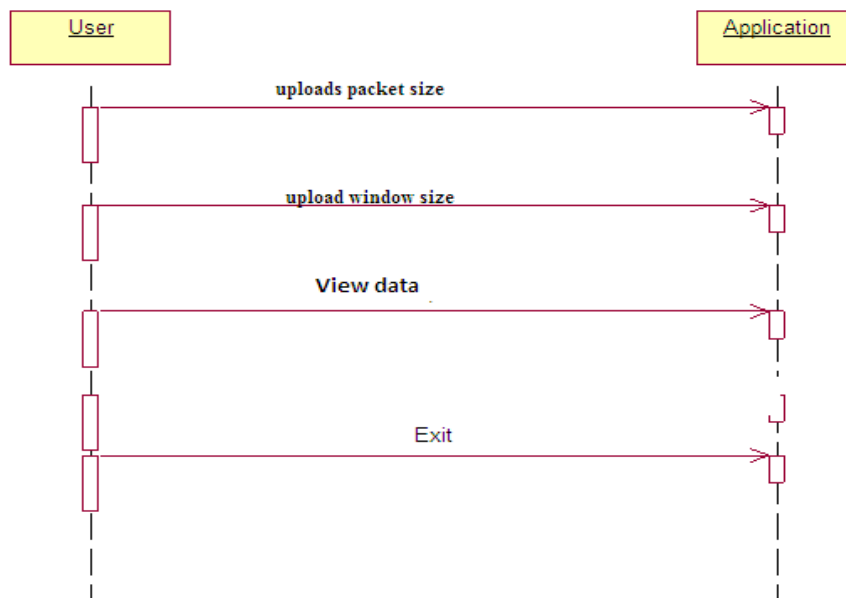 User
Application
uploads packet size
upload window size
View data
Exit